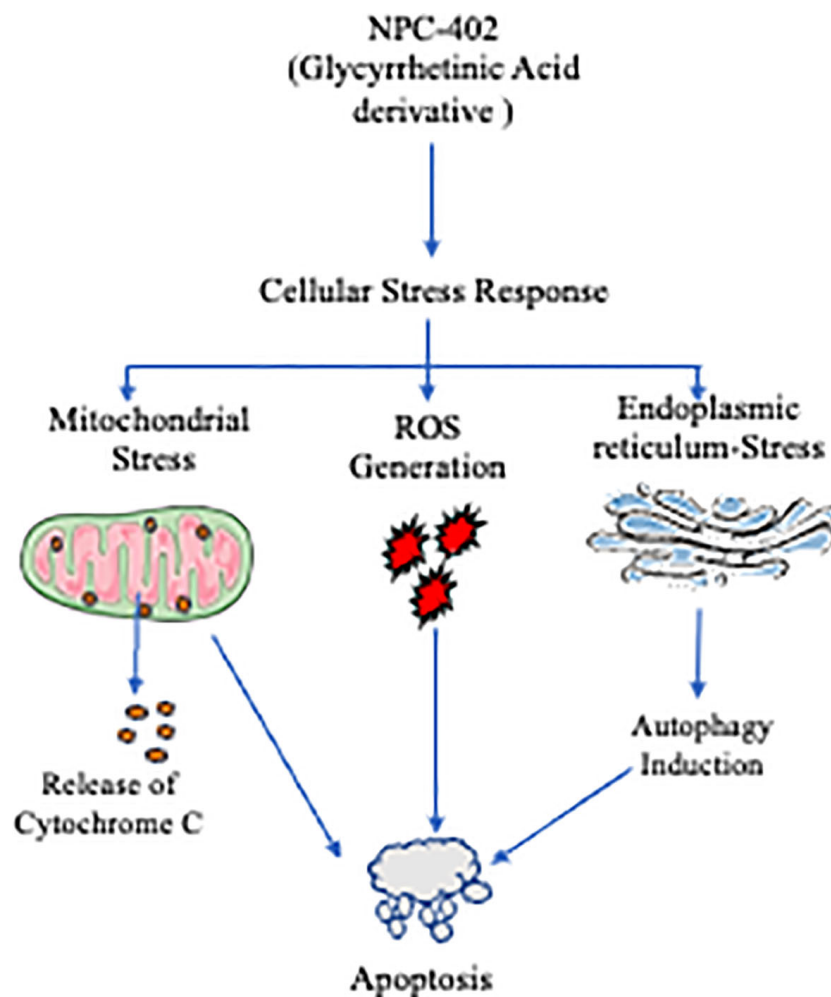 NPC-402
(Glycyrrhetinic Acid
derivative )
Cellular Stress Response
Mitochondrial
Stress
ROS
Generation
Endoplasmic
reticulum-Stress
Release of
Cytochrome C
Autophagy
Induction
Apoptosis